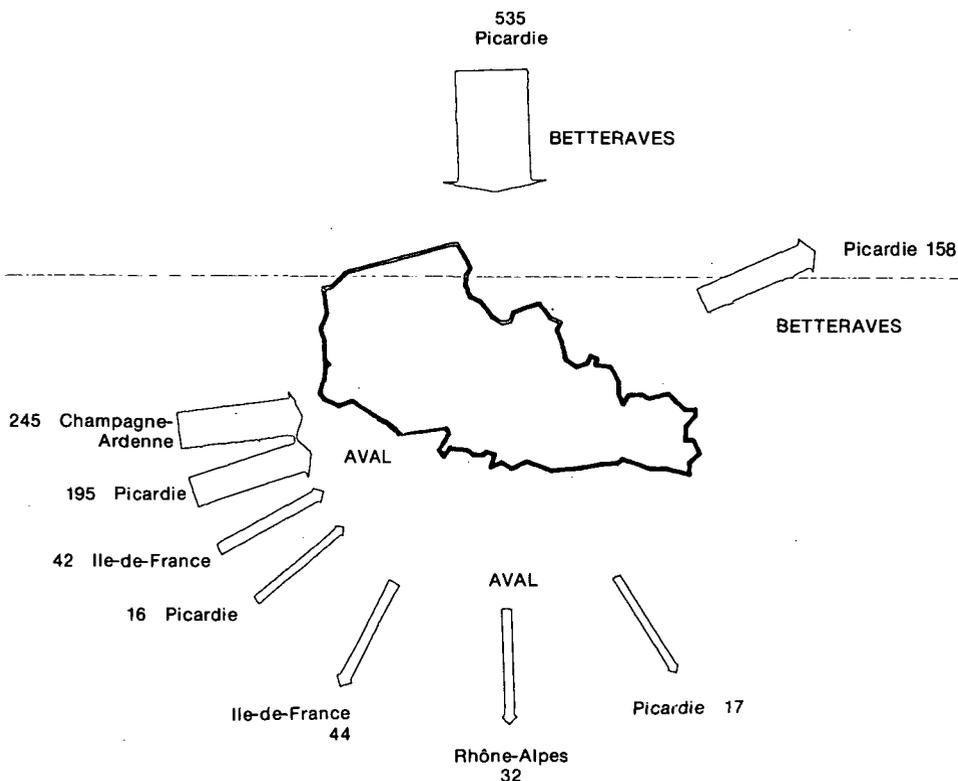 535
Picardie
BETTERAVES
Picardie 158
BETTERAVES
245 Champagne-
Ardenne
AVAL
195 Picardie
42 Ile-de-France
16 Picardie
AVAL
Ile-de-France
44
Rhône-Alpes
32
Picardie 17